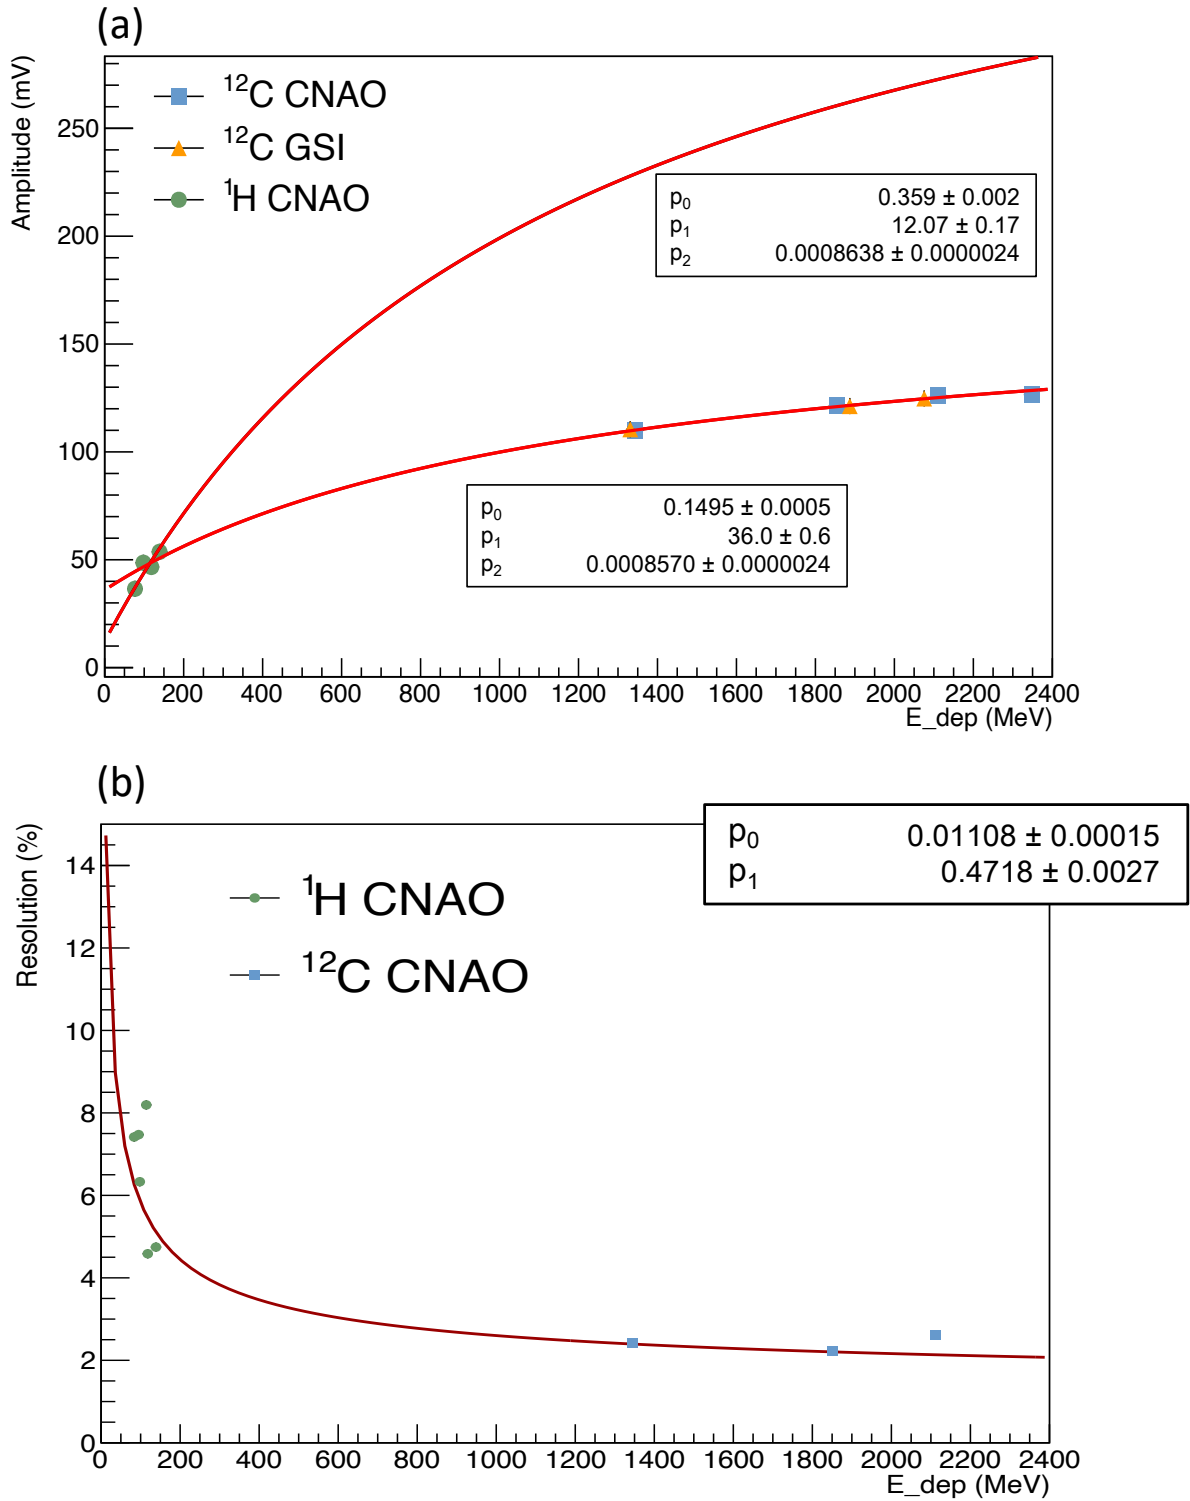 (a)
Amplitude (mV)
¹²C CNAO
¹²C GSI
¹H CNAO
250
200
150
100
50
0
p₀ 0.359 ± 0.002
p₁ 12.07 ± 0.17
p₂ 0.0008638 ± 0.0000024
p₀ 0.1495 ± 0.0005
p₁ 36.0 ± 0.6
p₂ 0.0008570 ± 0.0000024
0 200 400 600 800 1000 1200 1400 1600 1800 2000 2200 2400
E_dep (MeV)
(b)
Resolution (%)
p₀ 0.01108 ± 0.00015
p₁ 0.4718 ± 0.0027
¹H CNAO
¹²C CNAO
14
12
10
8
6
4
2
0
0 200 400 600 800 1000 1200 1400 1600 1800 2000 2200 2400
E_dep (MeV)